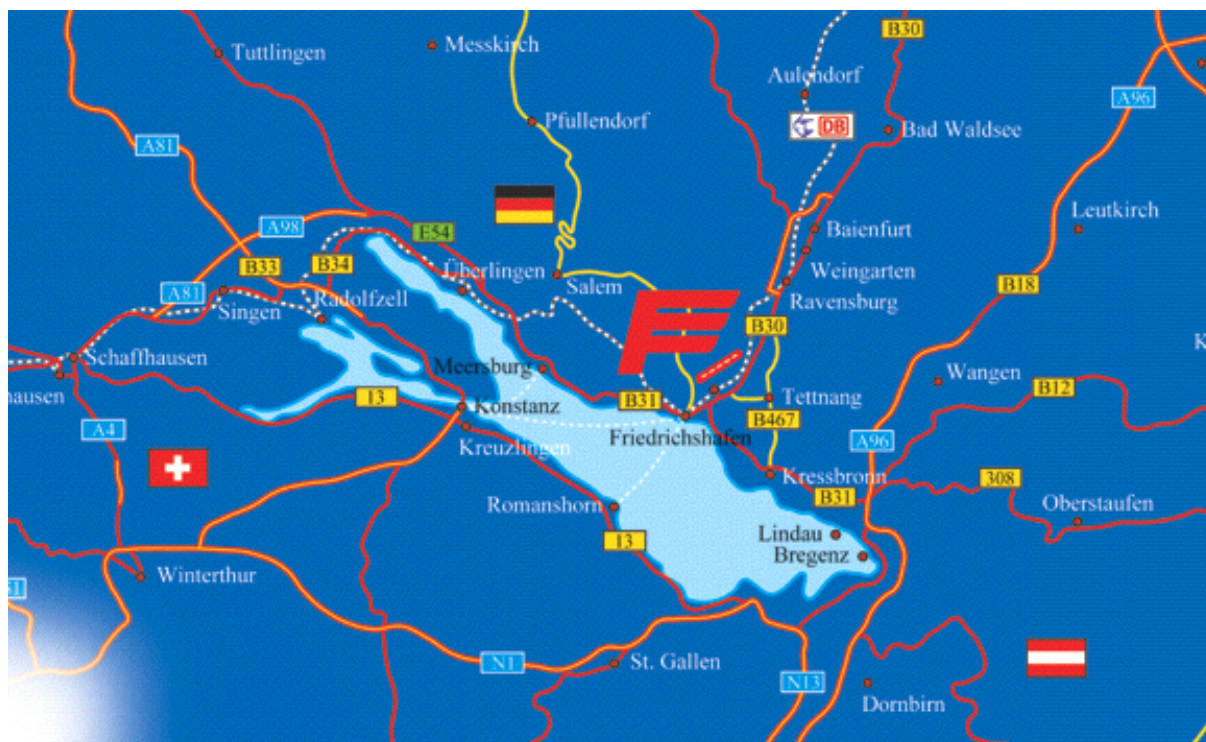 B30
Messkirch
Tuttlingen
Aulendorf
A96
Pfullendorf
DB
Bad Waldsee
A81
Leutkirch
A98
E54
Baienfurt
B33
B34
Überlingen
Weingarten
Salem
B18
A81
Radolfzell
Ravensburg
Singen
F
B30
Schaffhausen
Meersburg
Wangen
B12
hausen
13
Konstanz
B31
Tettnang
B467
A4
Friedrichshafen
A96
Kreuzlingen
Kressbronn
308
B31
Romanshorn
Oberstaufen
Lindau
13
Bregenz
Winterthur
N1
St. Gallen
N13
Dornbirn